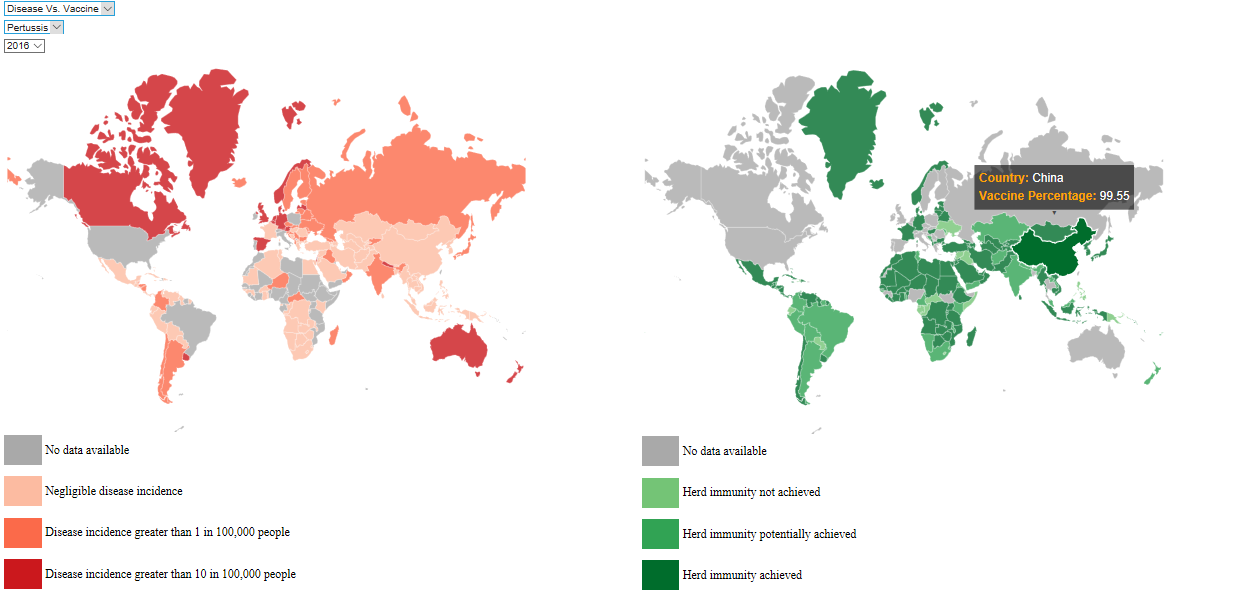 Disease Vs. Vaccine
Pertussis
2016
Country: China
Vaccine Percentage: 99.55
No data available
Negligible disease incidence
Disease incidence greater than 1 in 100,000 people
Disease incidence greater than 10 in 100,000 people
No data available
Herd immunity not achieved
Herd immunity potentially achieved
Herd immunity achieved